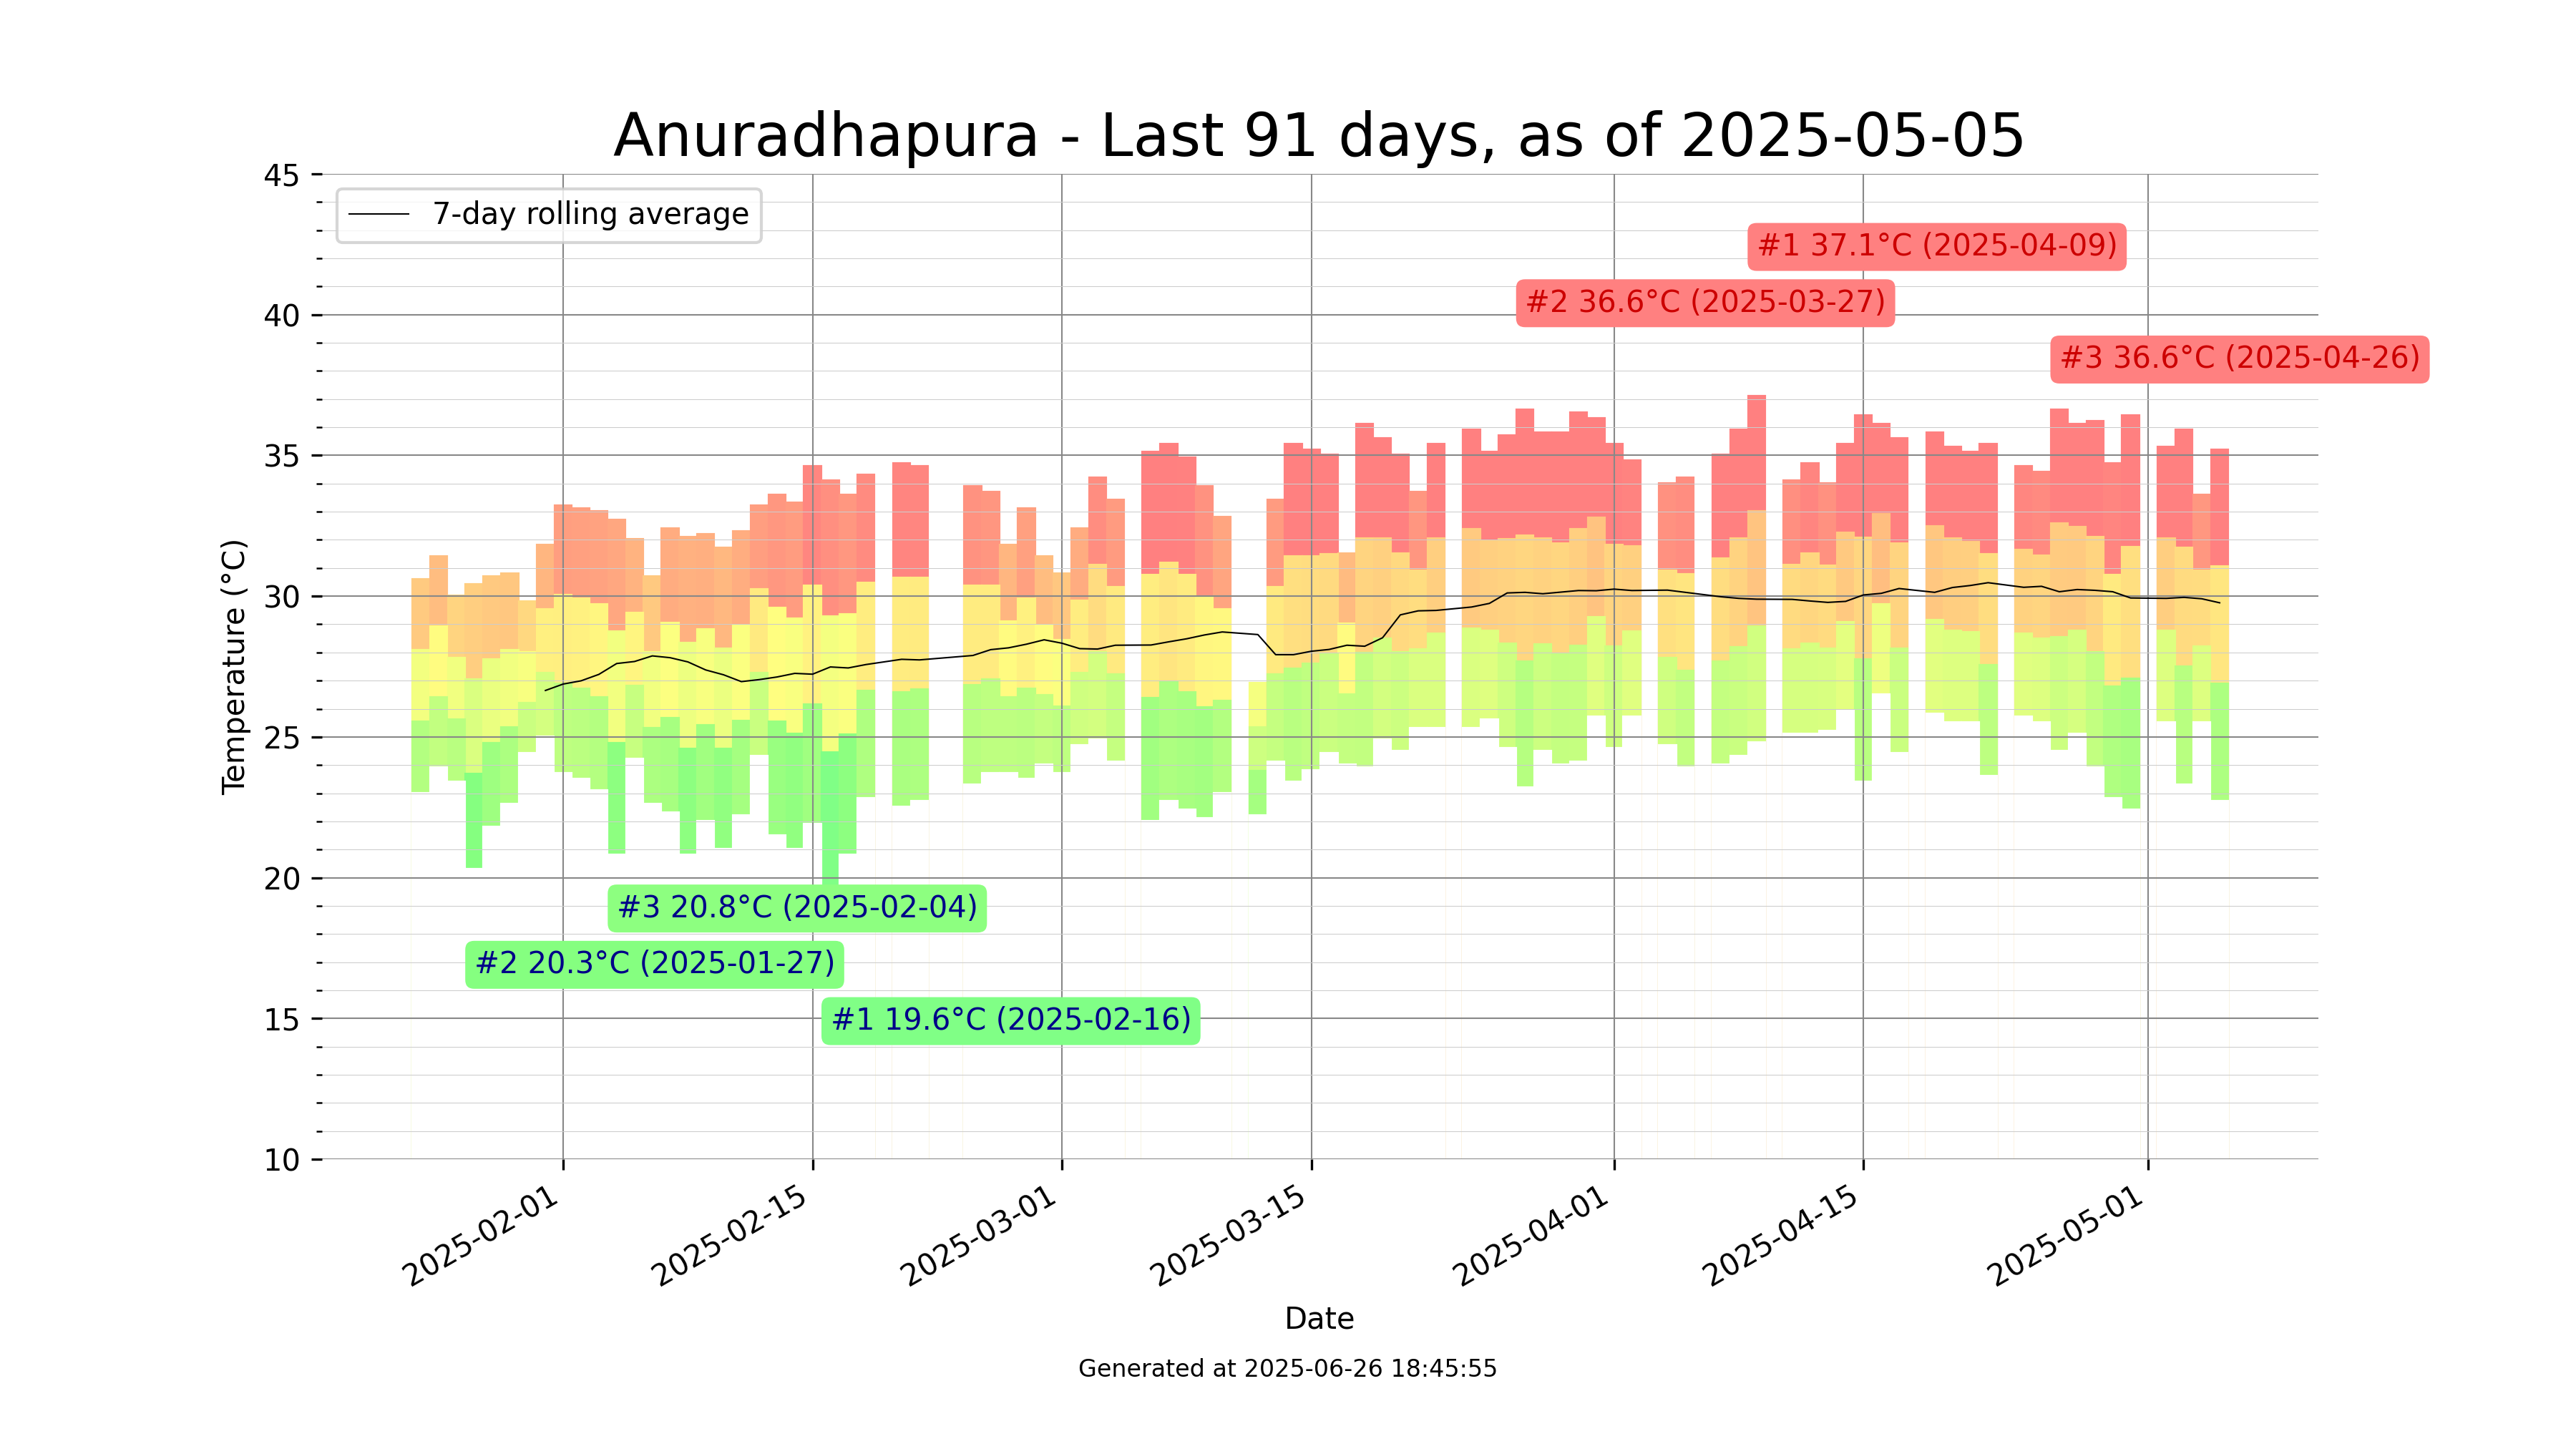 Anuradhapura - Last 91 days, as of 2025-05-05
7-day rolling average
#1 37.1°C (2025-04-09)
#2 36.6°C (2025-03-27)
#3 36.6°C (2025-04-26)
#3 20.8°C (2025-02-04)
#2 20.3°C (2025-01-27)
#1 19.6°C (2025-02-16)
Temperature (°C)
45
40
35
30
25
20
15
10
2025-02-01
2025-02-15
2025-03-01
2025-03-15
2025-04-01
2025-04-15
2025-05-01
Date
Generated at 2025-06-26 18:45:55